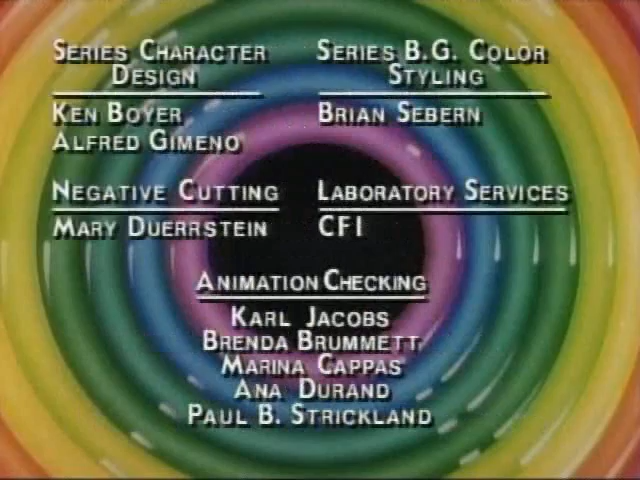 SERIES CHARACTER
DESIGN
KEN BOYER
ALFRED GIMENO
SERIES B.G. COLOR
STYLING
BRIAN SEBERN
NEGATIVE CUTTING
MARY DUERRSTEIN
LABORATORY SERVICES
CFI
ANIMATION CHECKING
KARL JACOBS
BRENDA BRUMMETT
MARINA CAPPAS
ANA DURAND
PAUL B. STRICKLAND